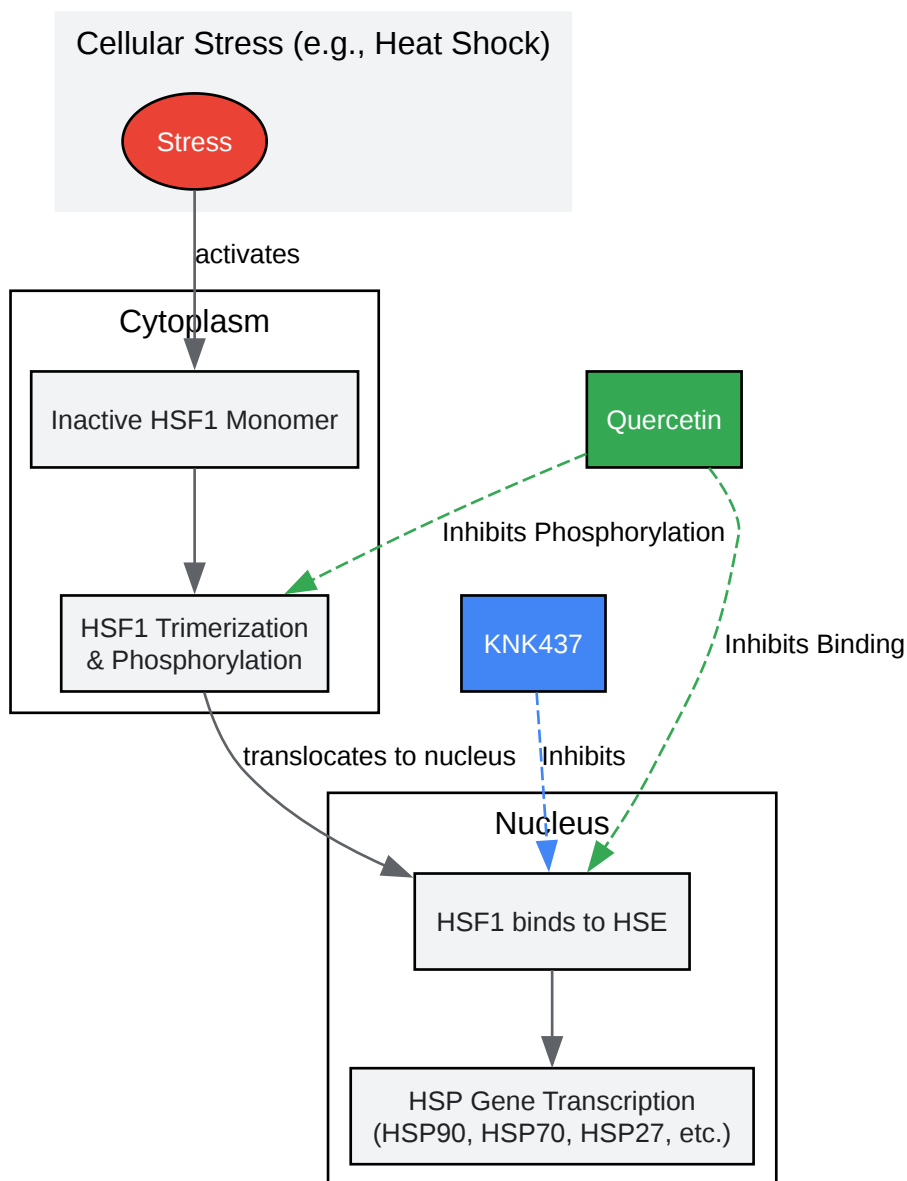 Cellular Stress (e.g., Heat Shock)
Stress
activates
Cytoplasm
Inactive HSF1 Monomer
Quercetin
Inhibits Phosphorylation
HSF1 Trimerization
& Phosphorylation
KNK437
Inhibits Binding
translocates to nucleus
Inhibits
Nucleus
HSF1 binds to HSE
HSP Gene Transcription
(HSP90, HSP70, HSP27, etc.)